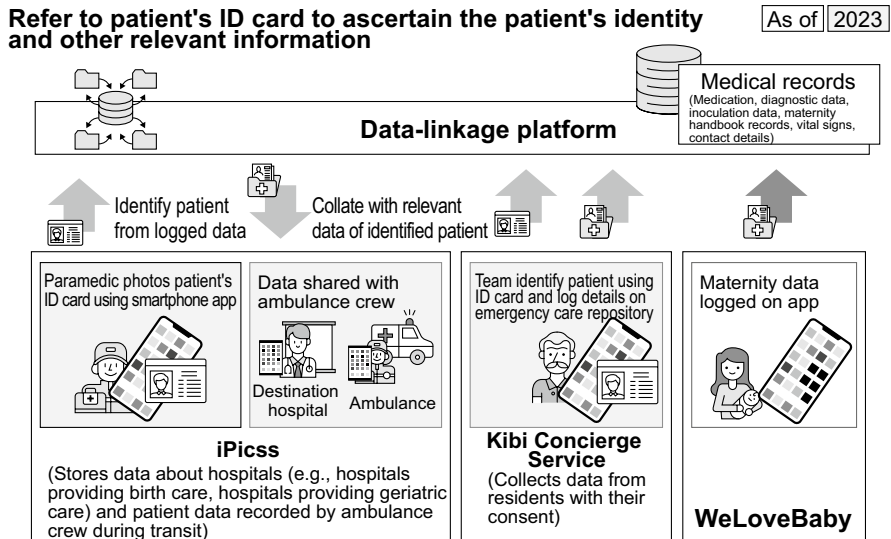 Refer to patient's ID card to ascertain the patient's identity
and other relevant information
As of 2023
Medical records
(Medication, diagnostic data,
inoculation data, maternity
handbook records, vital signs,
contact details)
Data-linkage platform
Identify patient
from logged data
Collate with relevant
data of identified patient
Paramedic photos patient's
ID card using smartphone app
Data shared with
ambulance crew
Destination
hospital
Ambulance
iPicss
(Stores data about hospitals (e.g., hospitals
providing birth care, hospitals providing geriatric
care) and patient data recorded by ambulance
crew during transit)
Team identify patient using
ID card and log details on
emergency care repository
Kibi Concierge
Service
(Collects data from
residents with their
consent)
Maternity data
logged on app
WeLoveBaby